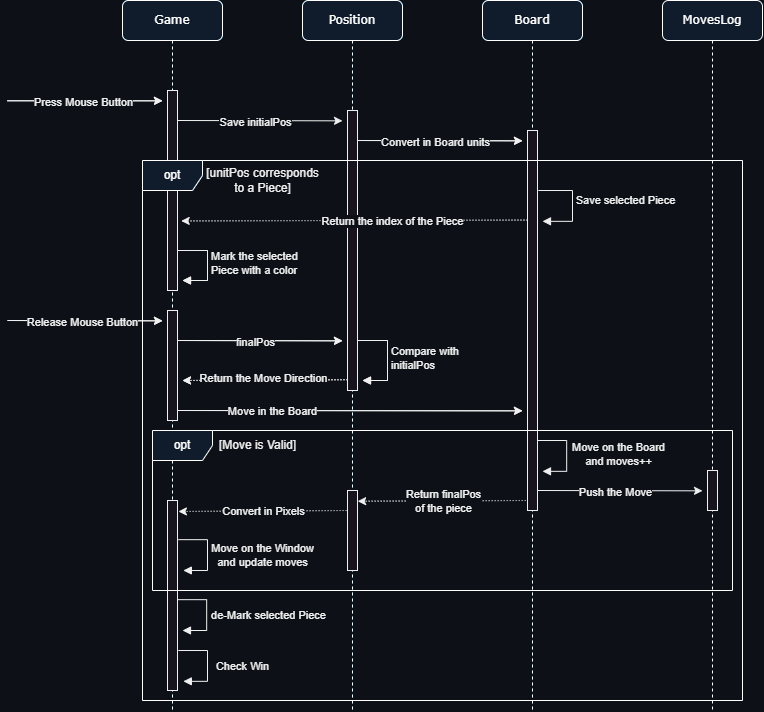 Game
Position
Board
MovesLog
Press Mouse Button
Save initialPos
Convert in Board units
opt
[unitPos corresponds
to a Piece]
Save selected Piece
Return the index of the Piece
Mark the selected
Piece with a color
Release Mouse Button
finalPos
Compare with
initialPos
Return the Move Direction
Move in the Board
opt
[Move is Valid]
Move on the Board
and moves++
Push the Move
Return finalPos
of the piece
Convert in Pixels
Move on the Window
and update moves
de-Mark selected Piece
Check Win